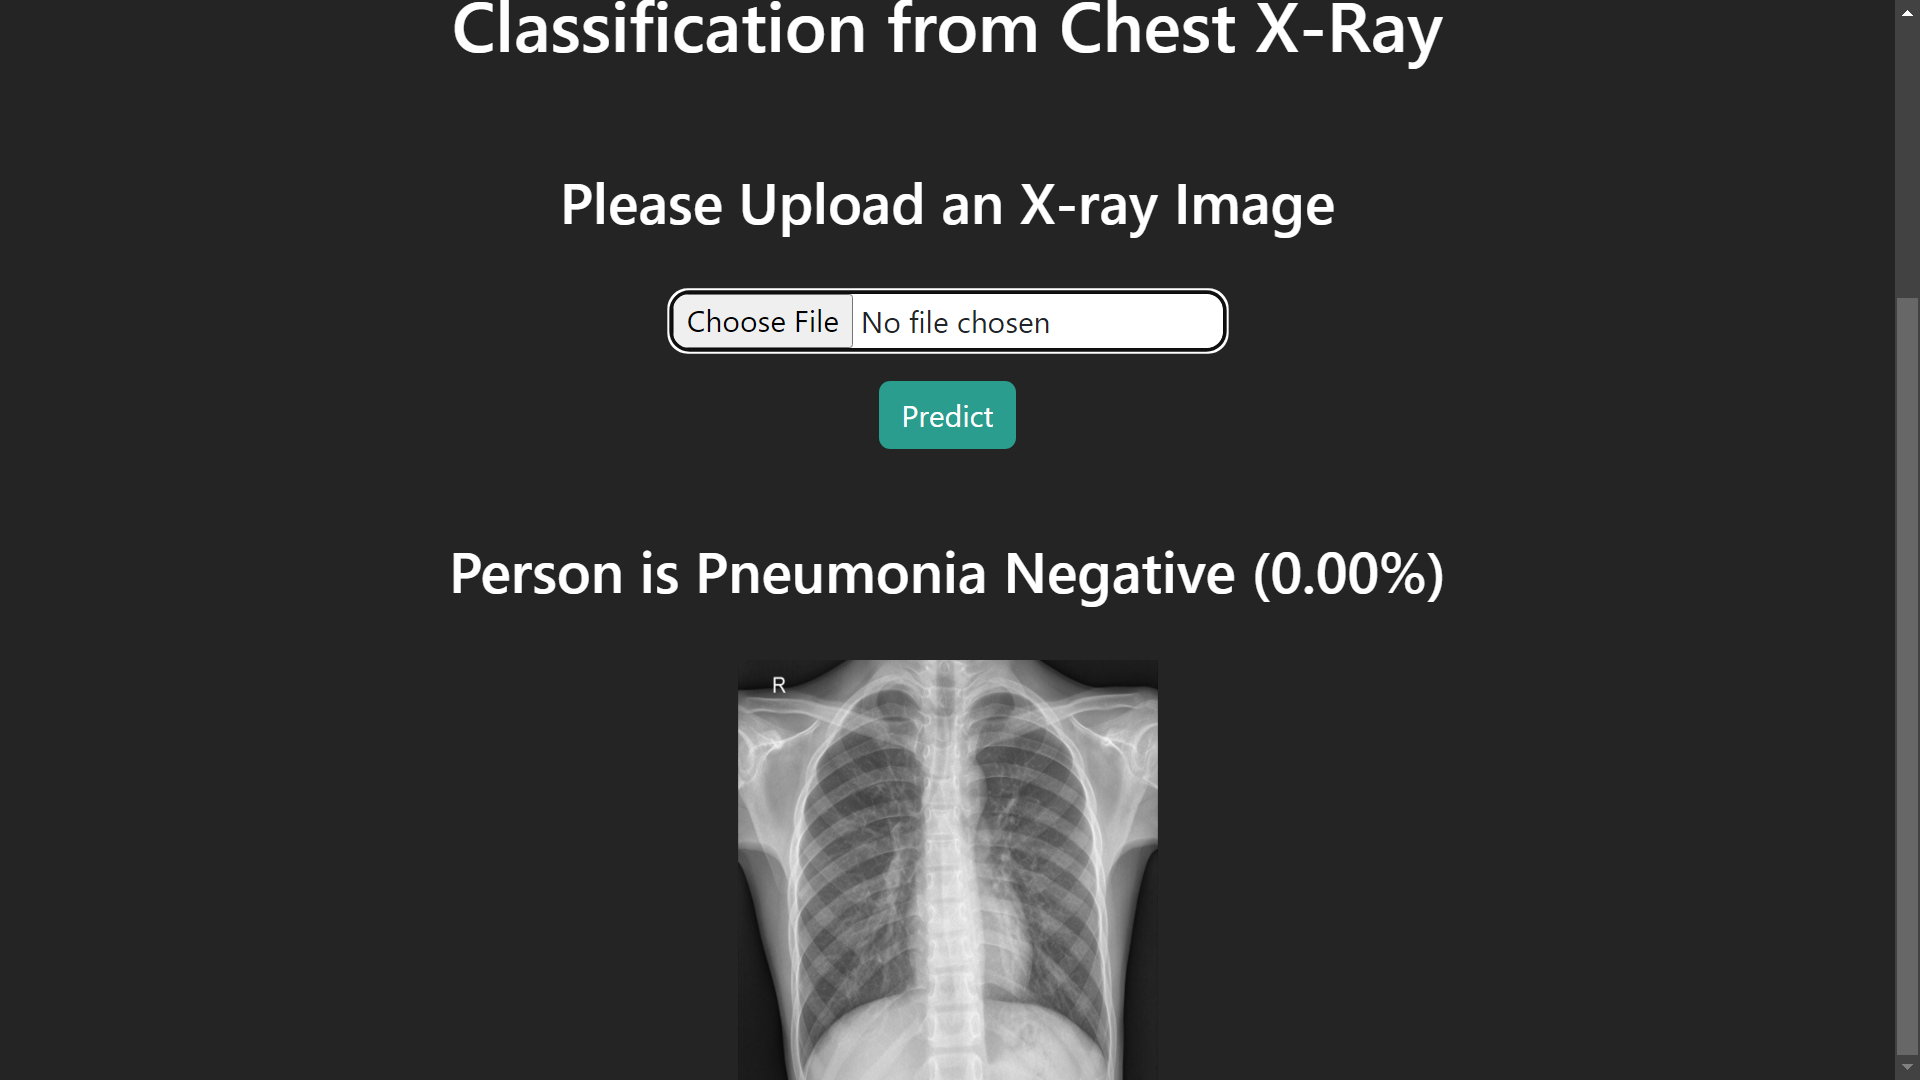 Classification from Chest X-Ray
Please Upload an X-ray Image
Choose File No file chosen
Predict
Person is Pneumonia Negative (0.00%)
R